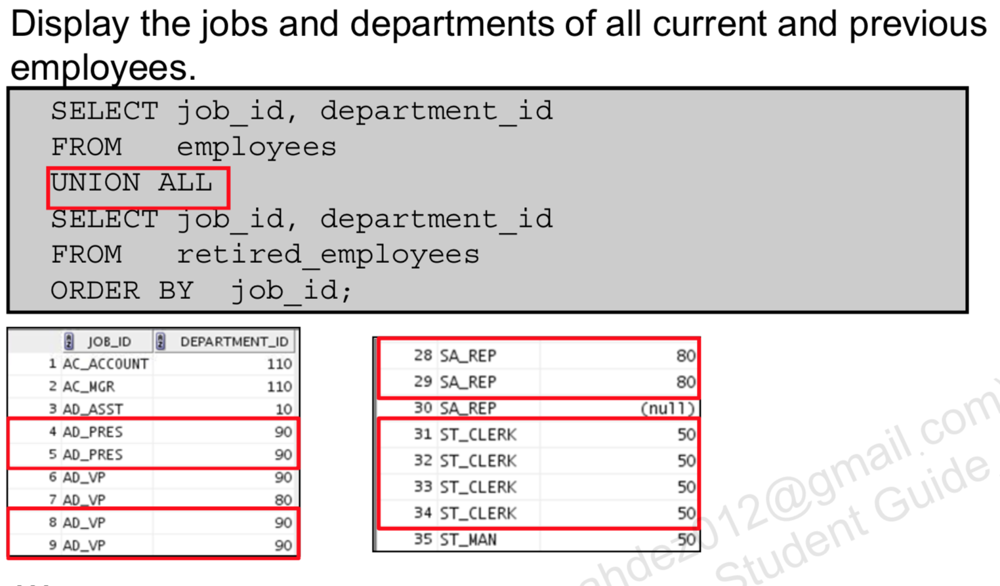 Display the jobs and departments of all current and previous
employees.
SELECT job_id, department_id
FROM employees
UNION ALL
SELECT job_id, department_id
FROM retired_employees
ORDER BY job_id;
JOB_ID DEPARTMENT_ID
1 AC_ACCOUNT 110
2 AC_MGR 110
3 AD_ASST 10
4 AD_PRES 90
5 AD_PRES 90
6 AD_VP 90
7 AD_VP 80
8 AD_VP 90
9 AD_VP 90
28 SA_REP 80
29 SA_REP 80
30 SA_REP (null)
31 ST_CLERK 50
32 ST_CLERK 50
33 ST_CLERK 50
34 ST_CLERK 50
35 ST_MAN 50
hdez012@gmail.com
Student Guide